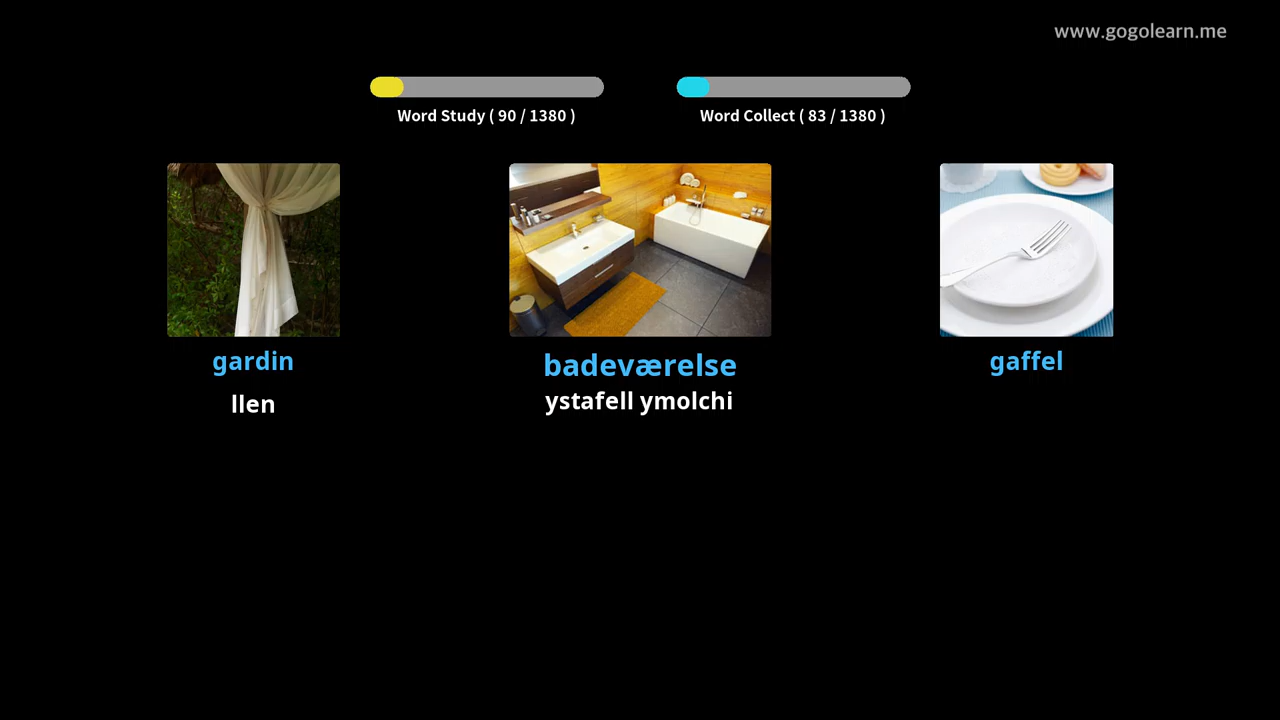 www.gogolearn.me
Word Study ( 90 / 1380 )
Word Collect ( 83 / 1380 )
gardin
llen
badeværelse
ystafell ymolchi
gaffel